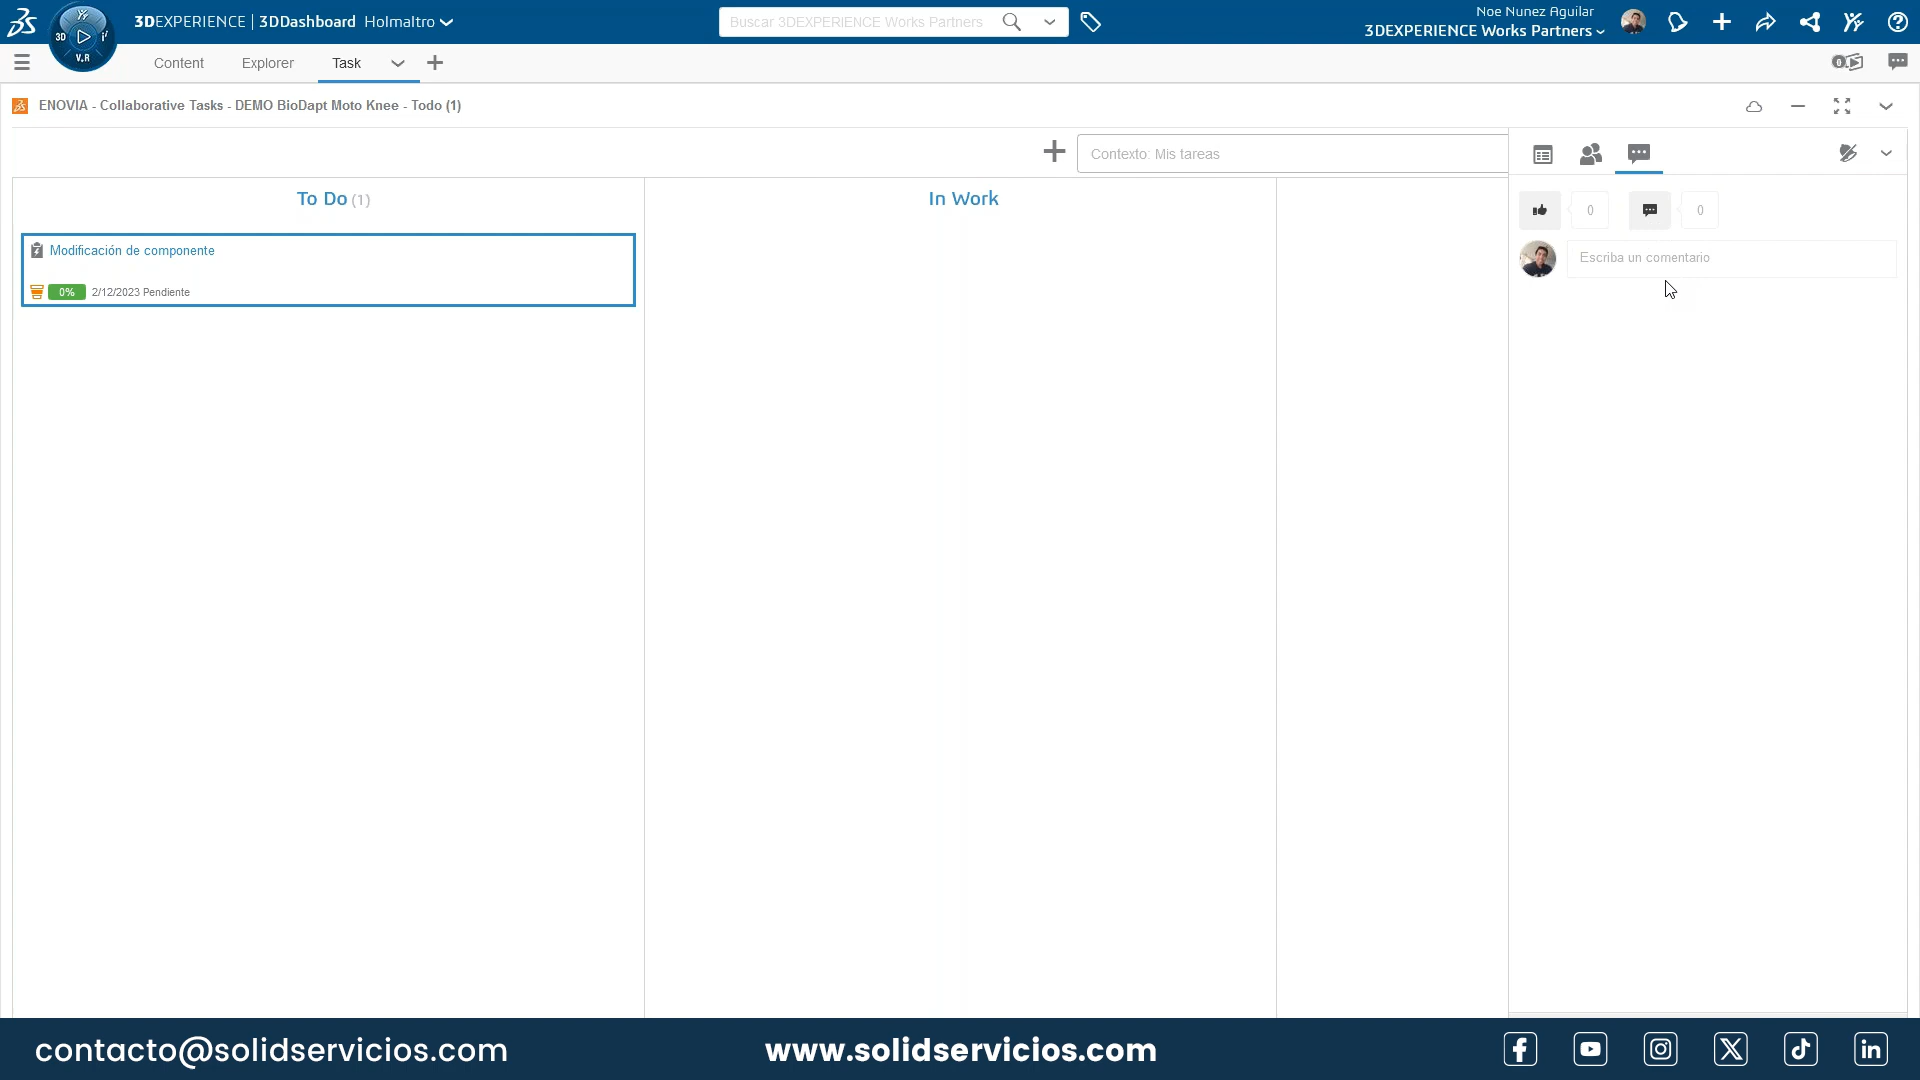 3DEXPERIENCE | 3DDashboard Holmaltro
Buscar 3DEXPERIENCE Works Partners
Noe Nunez Aguilar
3DEXPERIENCE Works Partners
3D
V.R
Content
Explorer
Task
0
ENOVIA - Collaborative Tasks - DEMO BioDapt Moto Knee - Todo (1)
Contexto: Mis tareas
To Do (1)
In Work
Modificación de componente
0% 2/12/2023 Pendiente
0
0
Escriba un comentario
contacto@solidservicios.com
www.solidservicios.com